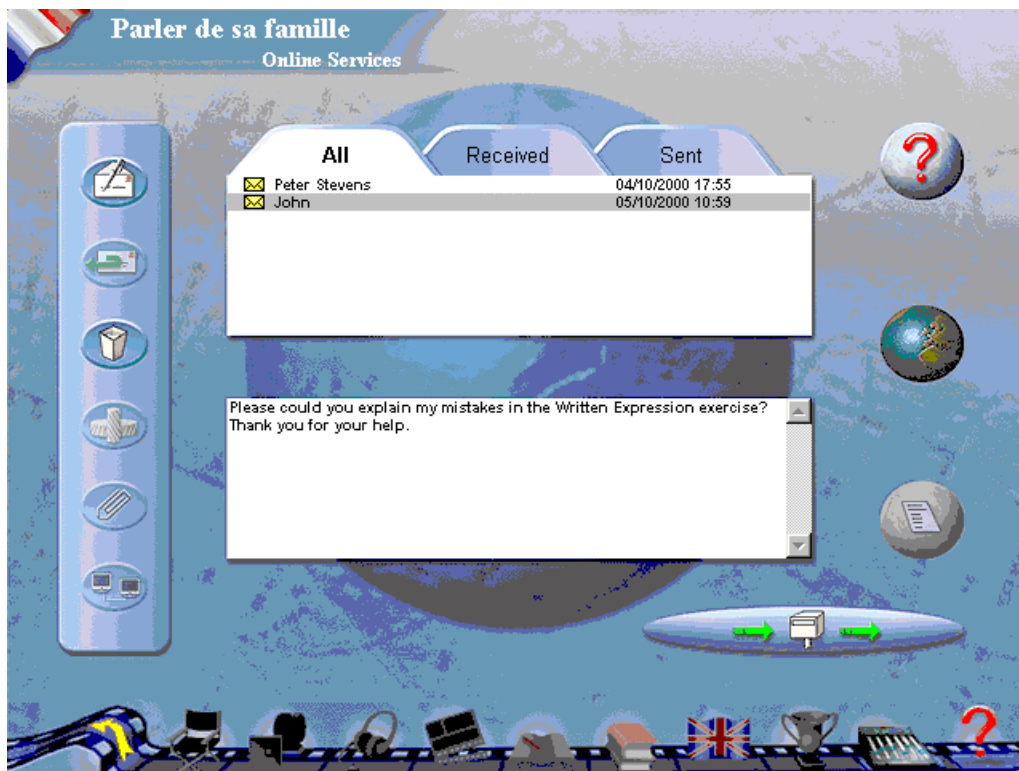 Parler de sa famille
Online Services
All
Received
Sent
Peter Stevens 04/10/2000 17:55
John 05/10/2000 10:59
Please could you explain my mistakes in the Written Expression exercise?
Thank you for your help.
?
?